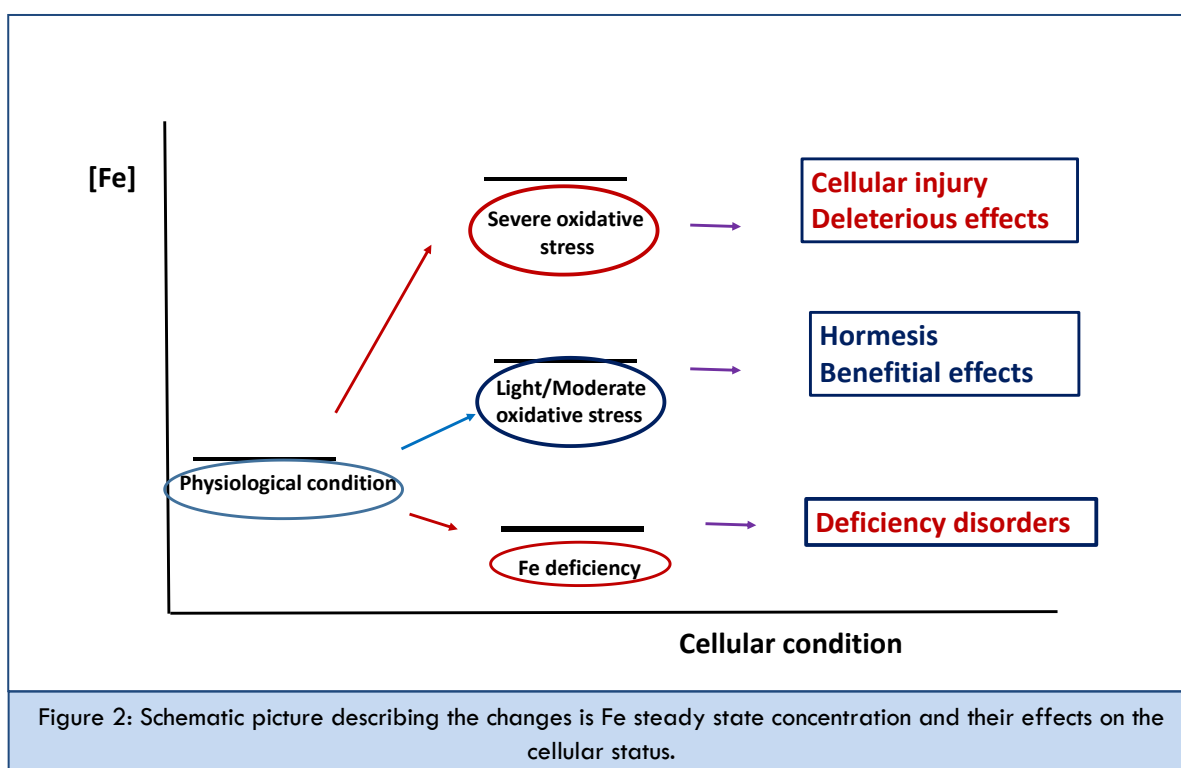 [Fe]
Severe oxidative
stress
Cellular injury
Deleterious effects
Light/Moderate
oxidative stress
Hormesis
Benefitial effects
Physiological condition
Fe deficiency
Deficiency disorders
Cellular condition
Figure 2: Schematic picture describing the changes is Fe steady state concentration and their effects on the
cellular status.